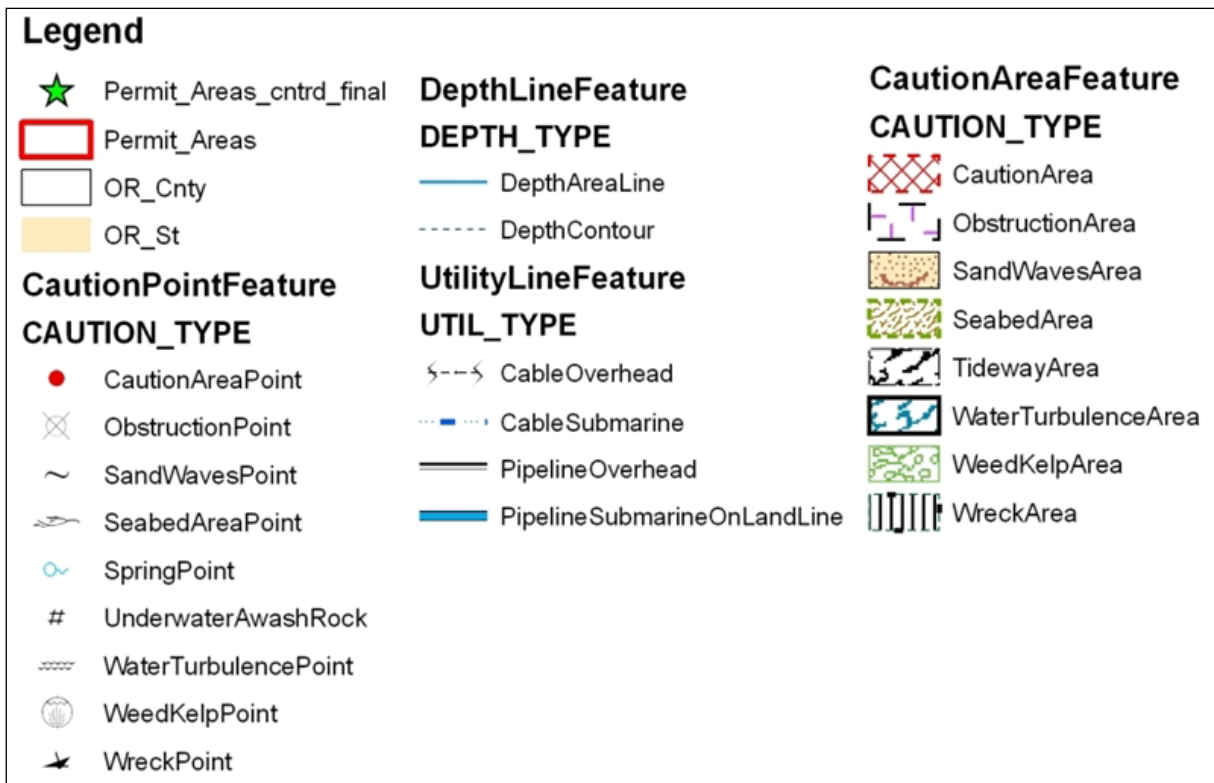 Legend
Permit_Areas_cntrd_final
Permit_Areas
OR_Cnty
OR_St
CautionPointFeature
CAUTION_TYPE
CautionAreaPoint
ObstructionPoint
SandWavesPoint
SeabedAreaPoint
SpringPoint
UnderwaterAwashRock
WaterTurbulencePoint
WeedKelpPoint
WreckPoint
DepthLineFeature
DEPTH_TYPE
DepthAreaLine
DepthContour
UtilityLineFeature
UTIL_TYPE
CableOverhead
CableSubmarine
PipelineOverhead
PipelineSubmarineOnLandLine
CautionAreaFeature
CAUTION_TYPE
CautionArea
ObstructionArea
SandWavesArea
SeabedArea
TidewayArea
WaterTurbulenceArea
WeedKelpArea
WreckArea